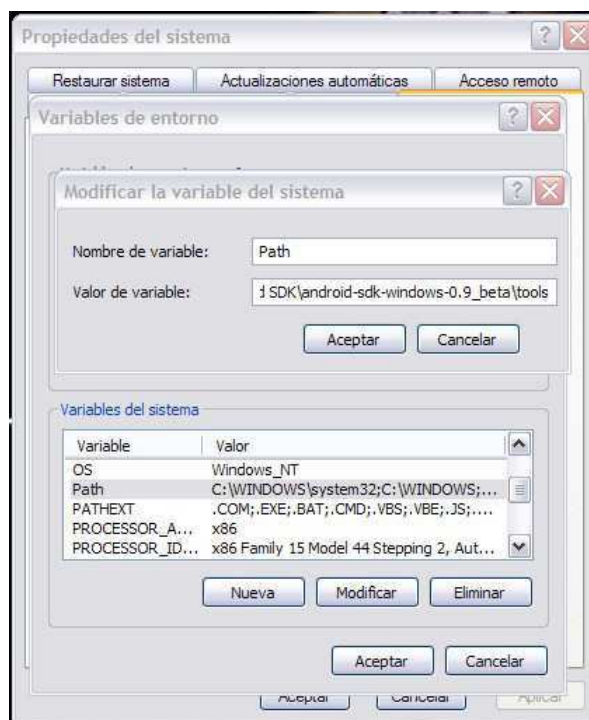 Propiedades del sistema
Restaurar sistema Actualizaciones automáticas Acceso remoto
Variables de entorno
Modificar la variable del sistema
Nombre de variable: Path
Valor de variable: SDK\android-sdk-windows-0.9_beta\tools
Aceptar Cancelar
Variables del sistema
Variable Valor
OS Windows_NT
Path C:\WINDOWS\system32;C:\WINDOWS;...
PATHEXT .COM;.EXE;.BAT;.CMD;.VBS;.VBE;.JS;....
PROCESSOR_A... x86
PROCESSOR_ID... x86 Family 15 Model 44 Stepping 2, Aut...
Nueva Modificar Eliminar
Aceptar Cancelar
Aceptar Cancelar Aplicar